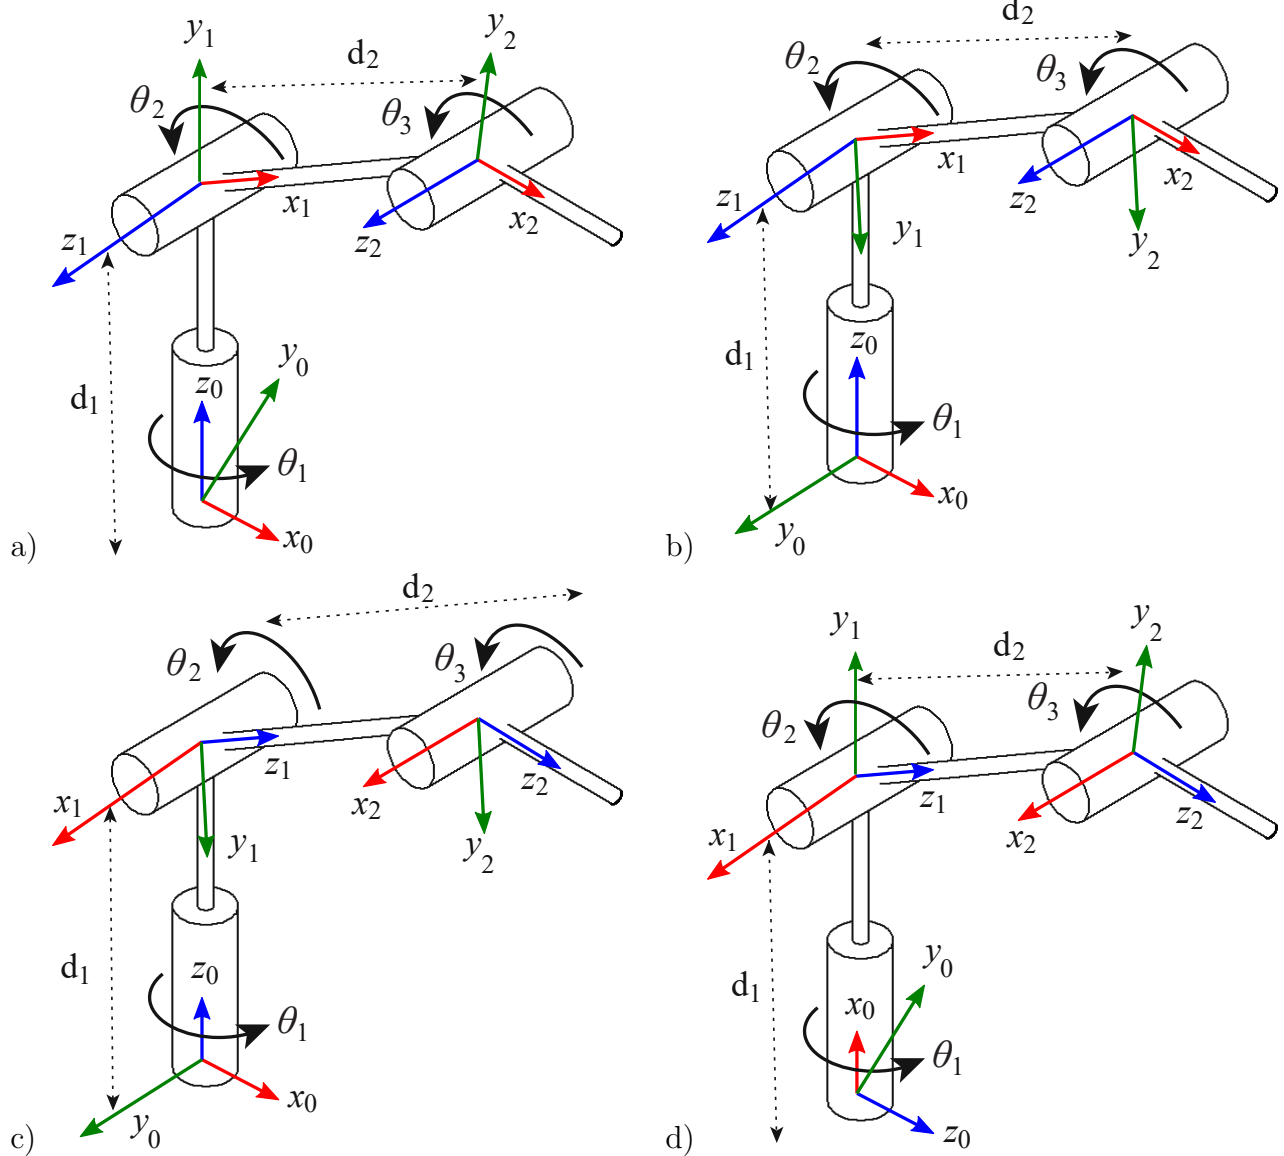 y₁ d₂ y₂
θ₂ θ₃
x₁ x₂
z₁ z₂
d₁ z₀ y₀
θ₁
a) x₀
d₂
θ₂ θ₃
x₁ x₂
z₁ y₁ z₂ y₂
d₁ z₀
θ₁
x₀
b) y₀
d₂
θ₂ θ₃
z₁ z₂
x₁ y₁ x₂ y₂
d₁ z₀
θ₁
x₀
c) y₀
y₁ d₂ y₂
θ₂ θ₃
z₁ z₂
x₁ x₂
d₁ x₀ y₀
θ₁
d) z₀